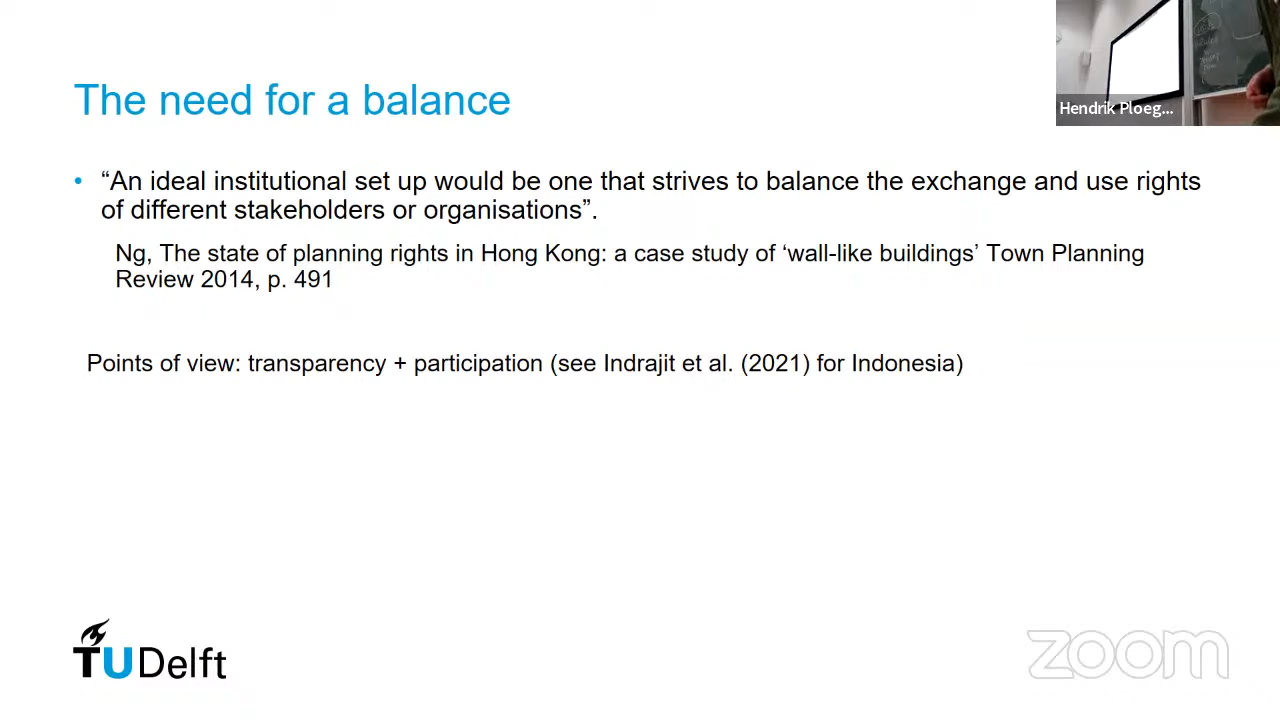 The need for a balance
Hendrik Ploeg...
• “An ideal institutional set up would be one that strives to balance the exchange and use rights
of different stakeholders or organisations”.
Ng, The state of planning rights in Hong Kong: a case study of ‘wall-like buildings’ Town Planning
Review 2014, p. 491
Points of view: transparency + participation (see Indrajit et al. (2021) for Indonesia)
TU Delft
zoom